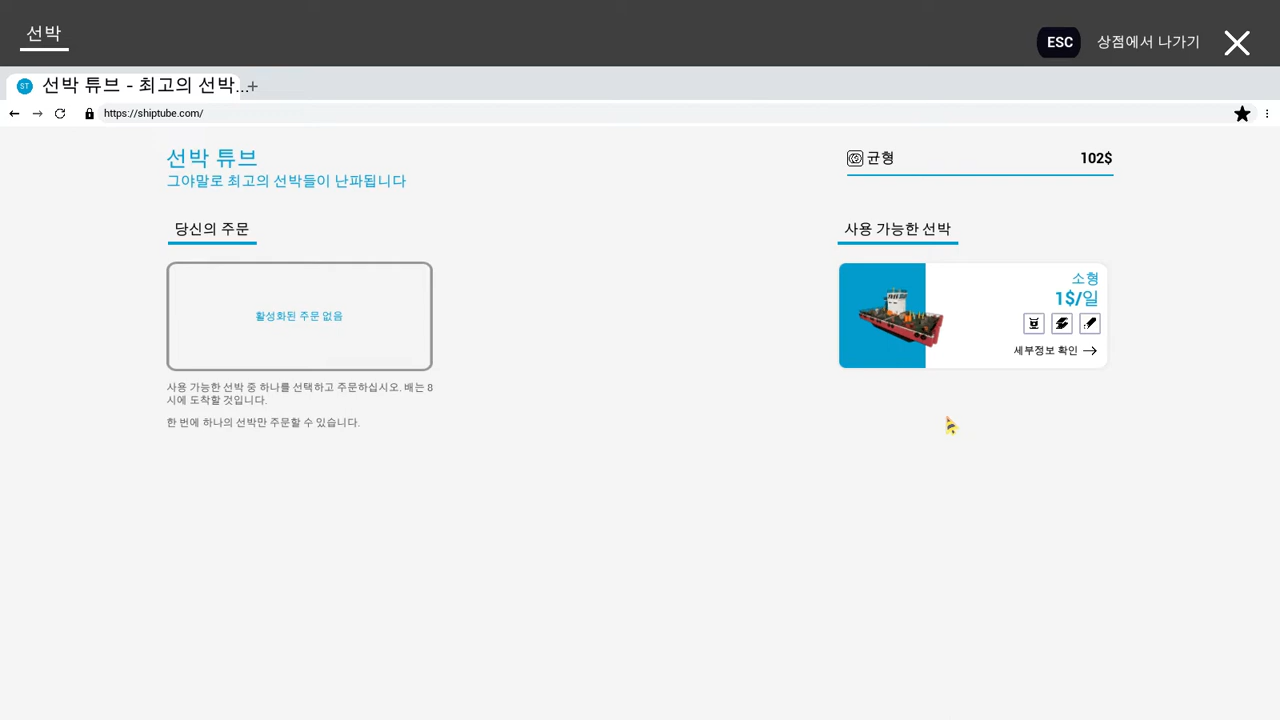 선박
ESC 상점에서 나가기
ST 선박 튜브 - 최고의 선박...
https://shiptube.com/
선박 튜브
그야말로 최고의 선박들이 난파됩니다
균형 102$
당신의 주문
사용 가능한 선박
활성화된 주문 없음
소형
1$/일
세부정보 확인
사용 가능한 선박 중 하나를 선택하고 주문하십시오. 배는 8
시에 도착할 것입니다.
한 번에 하나의 선박만 주문할 수 있습니다.